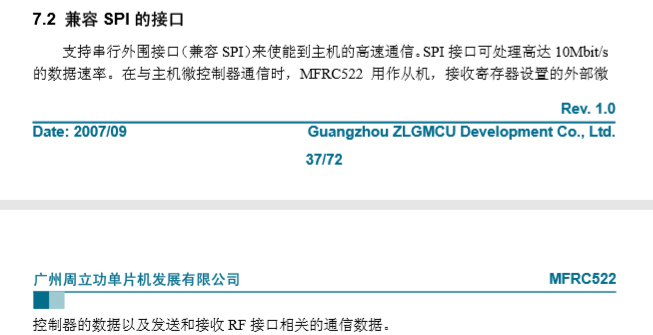 7.2 兼容 SPI 的接口
支持串行外围接口（兼容 SPI）来使能到主机的高速通信。SPI 接口可处理高达 10Mbit/s
的数据速率。在与主机微控制器通信时，MFRC522 用作从机，接收寄存器设置的外部微
Rev. 1.0
Date: 2007/09 Guangzhou ZLGMCU Development Co., Ltd.
37/72
广州周立功单片机发展有限公司 MFRC522
控制器的数据以及发送和接收 RF 接口相关的通信数据。